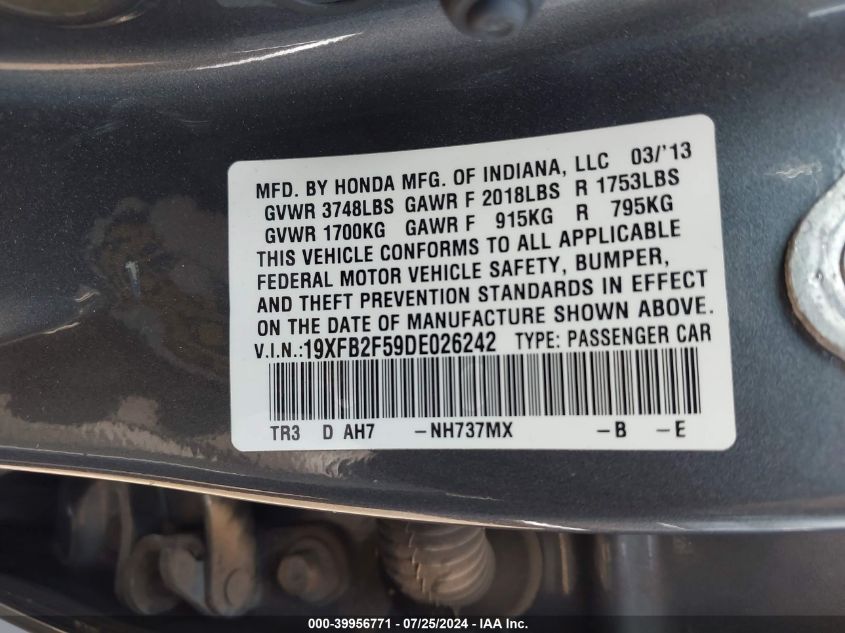 MFD. BY HONDA MFG. OF INDIANA, LLC 03/'13
GVWR 3748LBS GAWR F 2018LBS R 1753LBS
GVWR 1700KG GAWR F 915KG R 795KG
THIS VEHICLE CONFORMS TO ALL APPLICABLE
FEDERAL MOTOR VEHICLE SAFETY, BUMPER,
AND THEFT PREVENTION STANDARDS IN EFFECT
ON THE DATE OF MANUFACTURE SHOWN ABOVE.
V.I.N.:19XFB2F59DE026242 TYPE: PASSENGER CAR
TR3 D AH7 –NH737MX –B –E
000-39956771 - 07/25/2024 - IAA Inc.